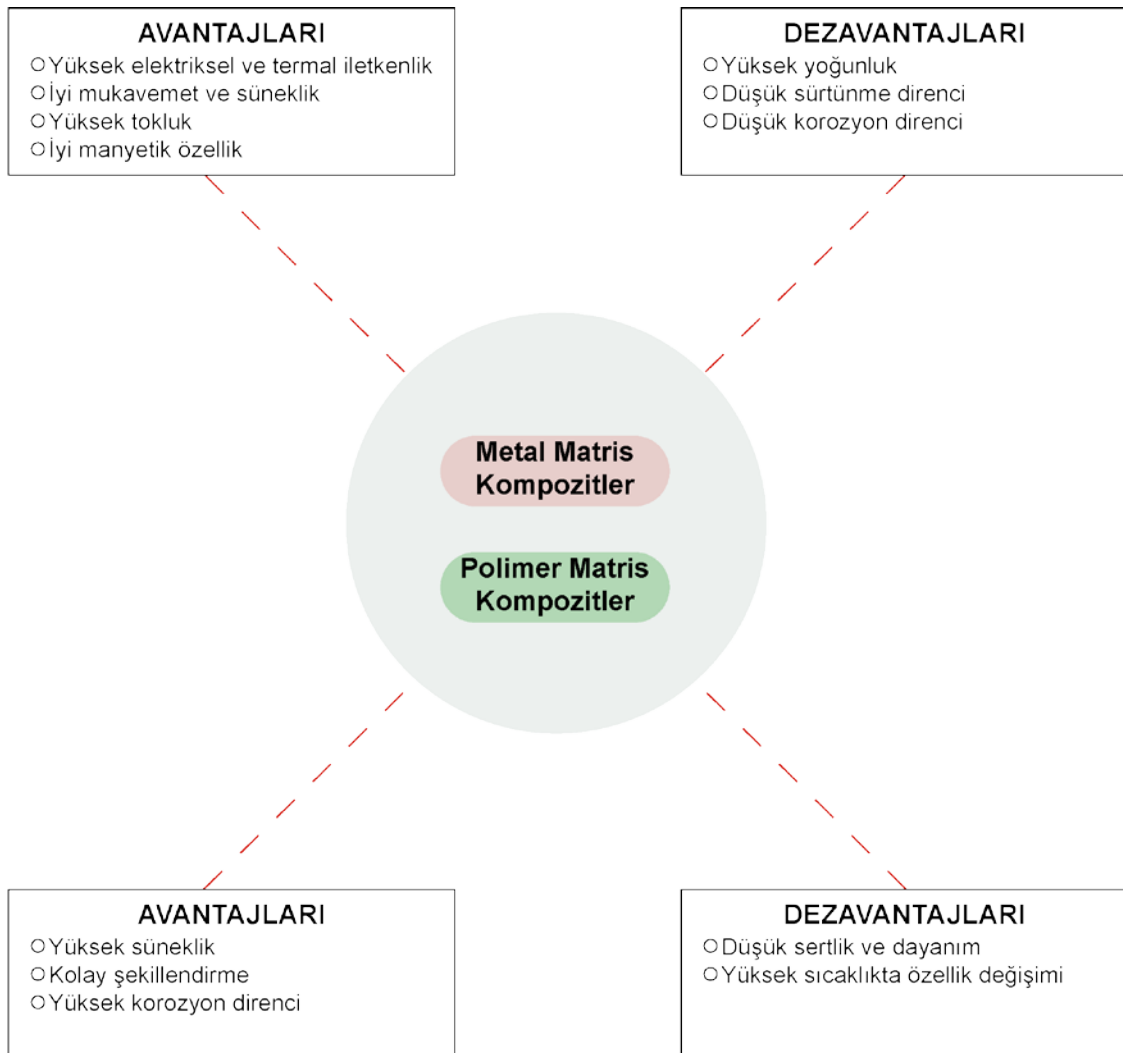 AVANTAJLARI
○Yüksek elektriksel ve termal iletkenlik
○İyi mukavemet ve süneklik
○Yüksek tokluk
○İyi manyetik özellik
DEZAVANTAJLARI
○Yüksek yoğunluk
○Düşük sürtünme direnci
○Düşük korozyon direnci
Metal Matris
Kompozitler
Polimer Matris
Kompozitler
AVANTAJLARI
○Yüksek süneklik
○Kolay şekillendirme
○Yüksek korozyon direnci
DEZAVANTAJLARI
○Düşük sertlik ve dayanım
○Yüksek sıcaklıkta özellik değişimi